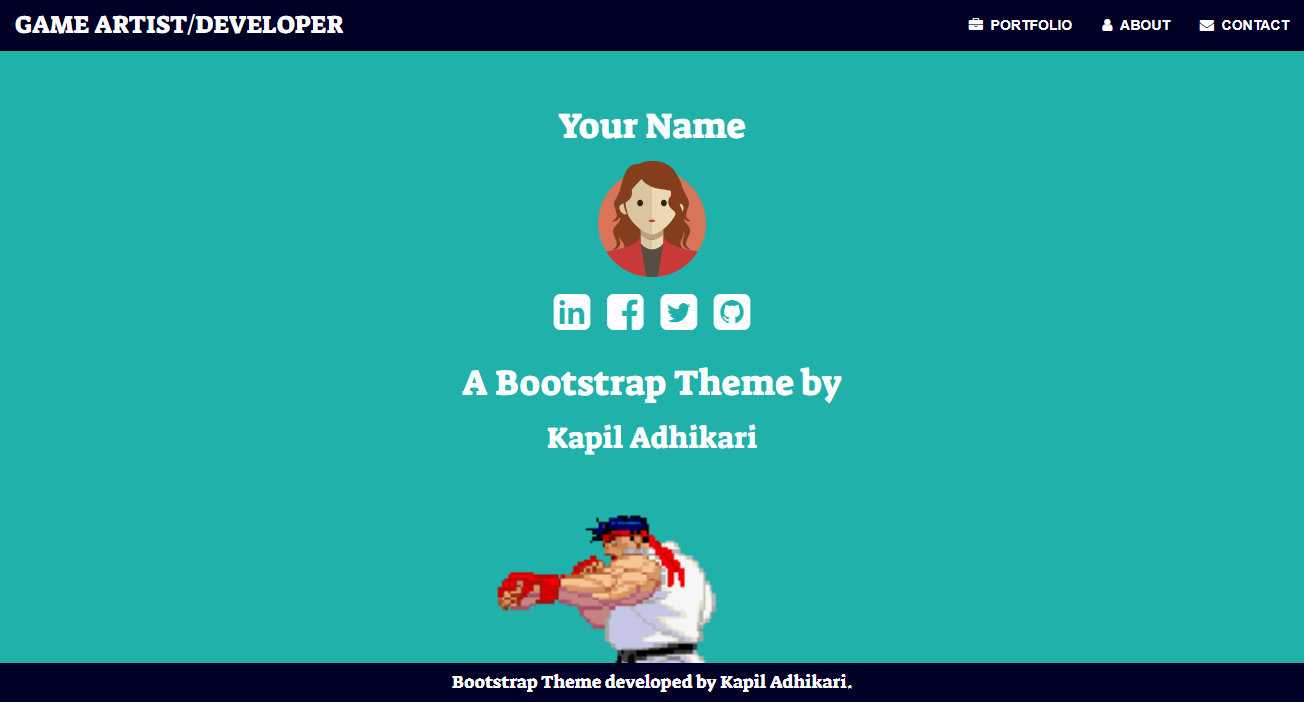 GAME ARTIST/DEVELOPER
PORTFOLIO
ABOUT
CONTACT
Your Name
in
A Bootstrap Theme by
Kapil Adhikari
Bootstrap Theme developed by Kapil Adhikari.